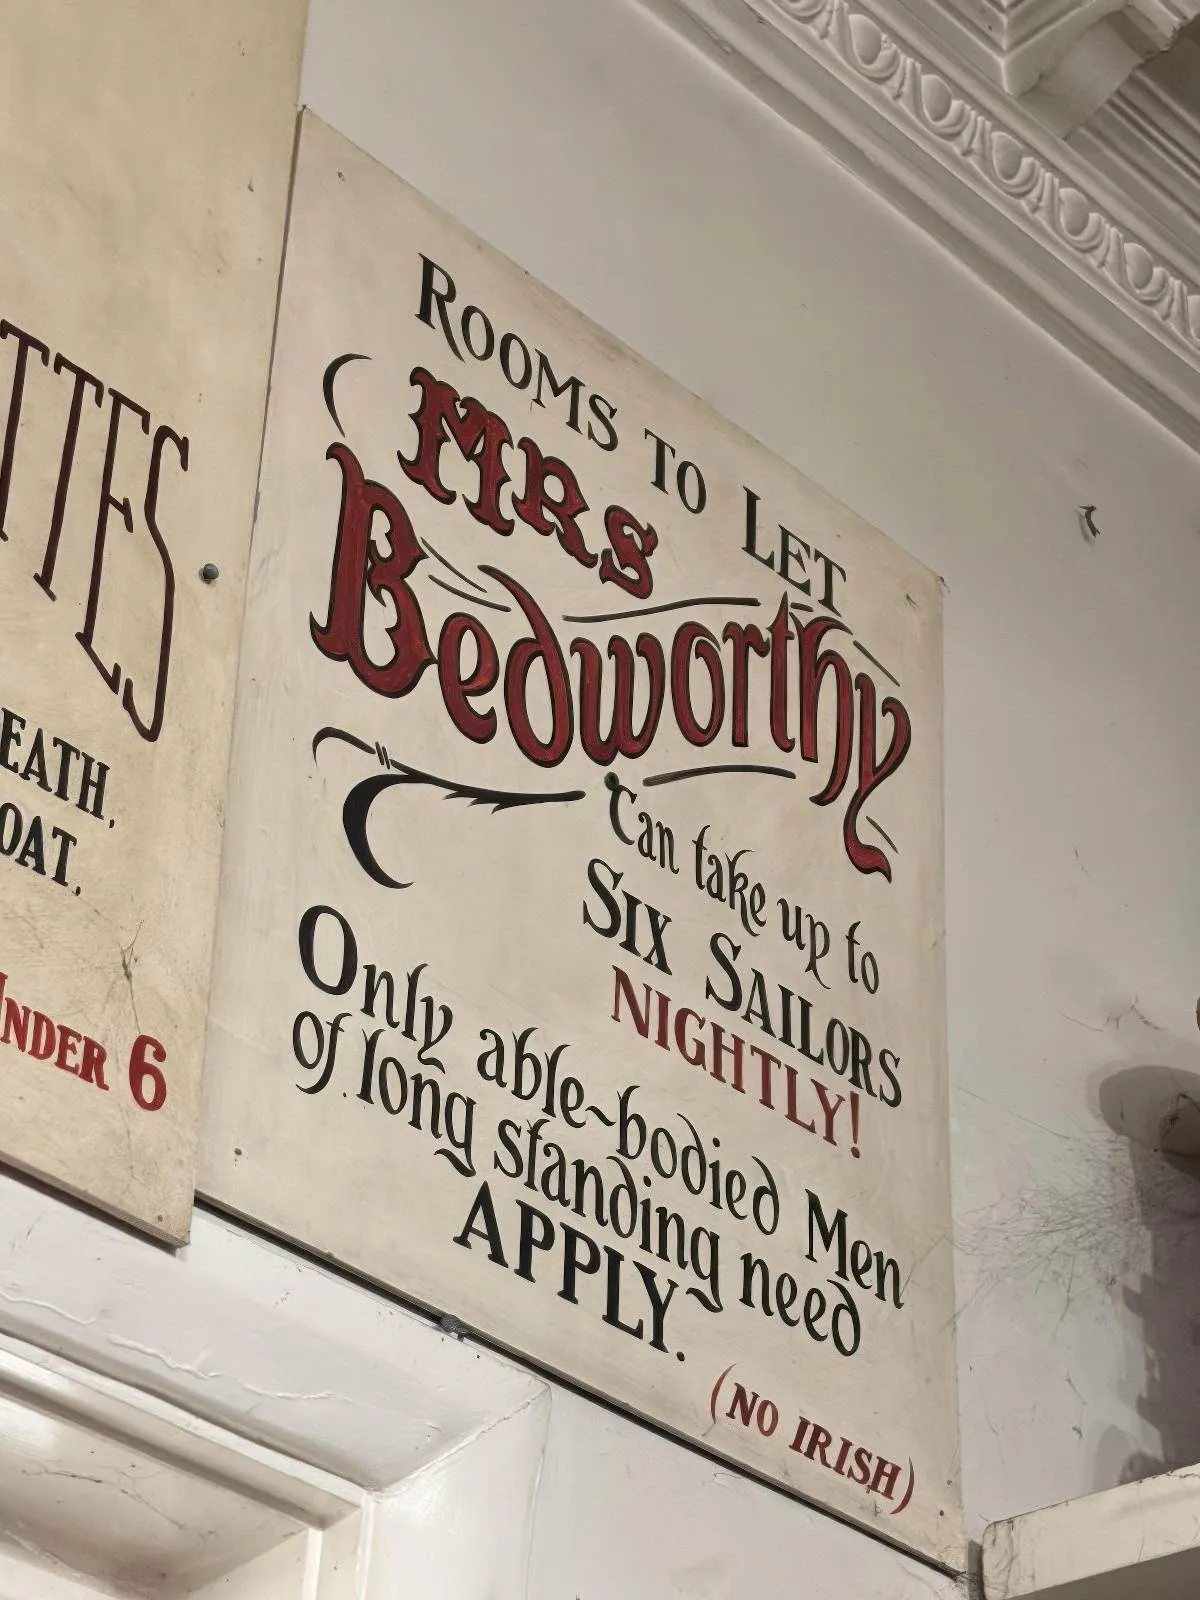 TTES
EATH,
OAT.
UNDER 6
ROOMS TO LET
MRS
Bedworthy
Can take up to
SIX SAILORS
NIGHTLY!
Only able-bodied Men
of long standing need
APPLY.
(NO IRISH)